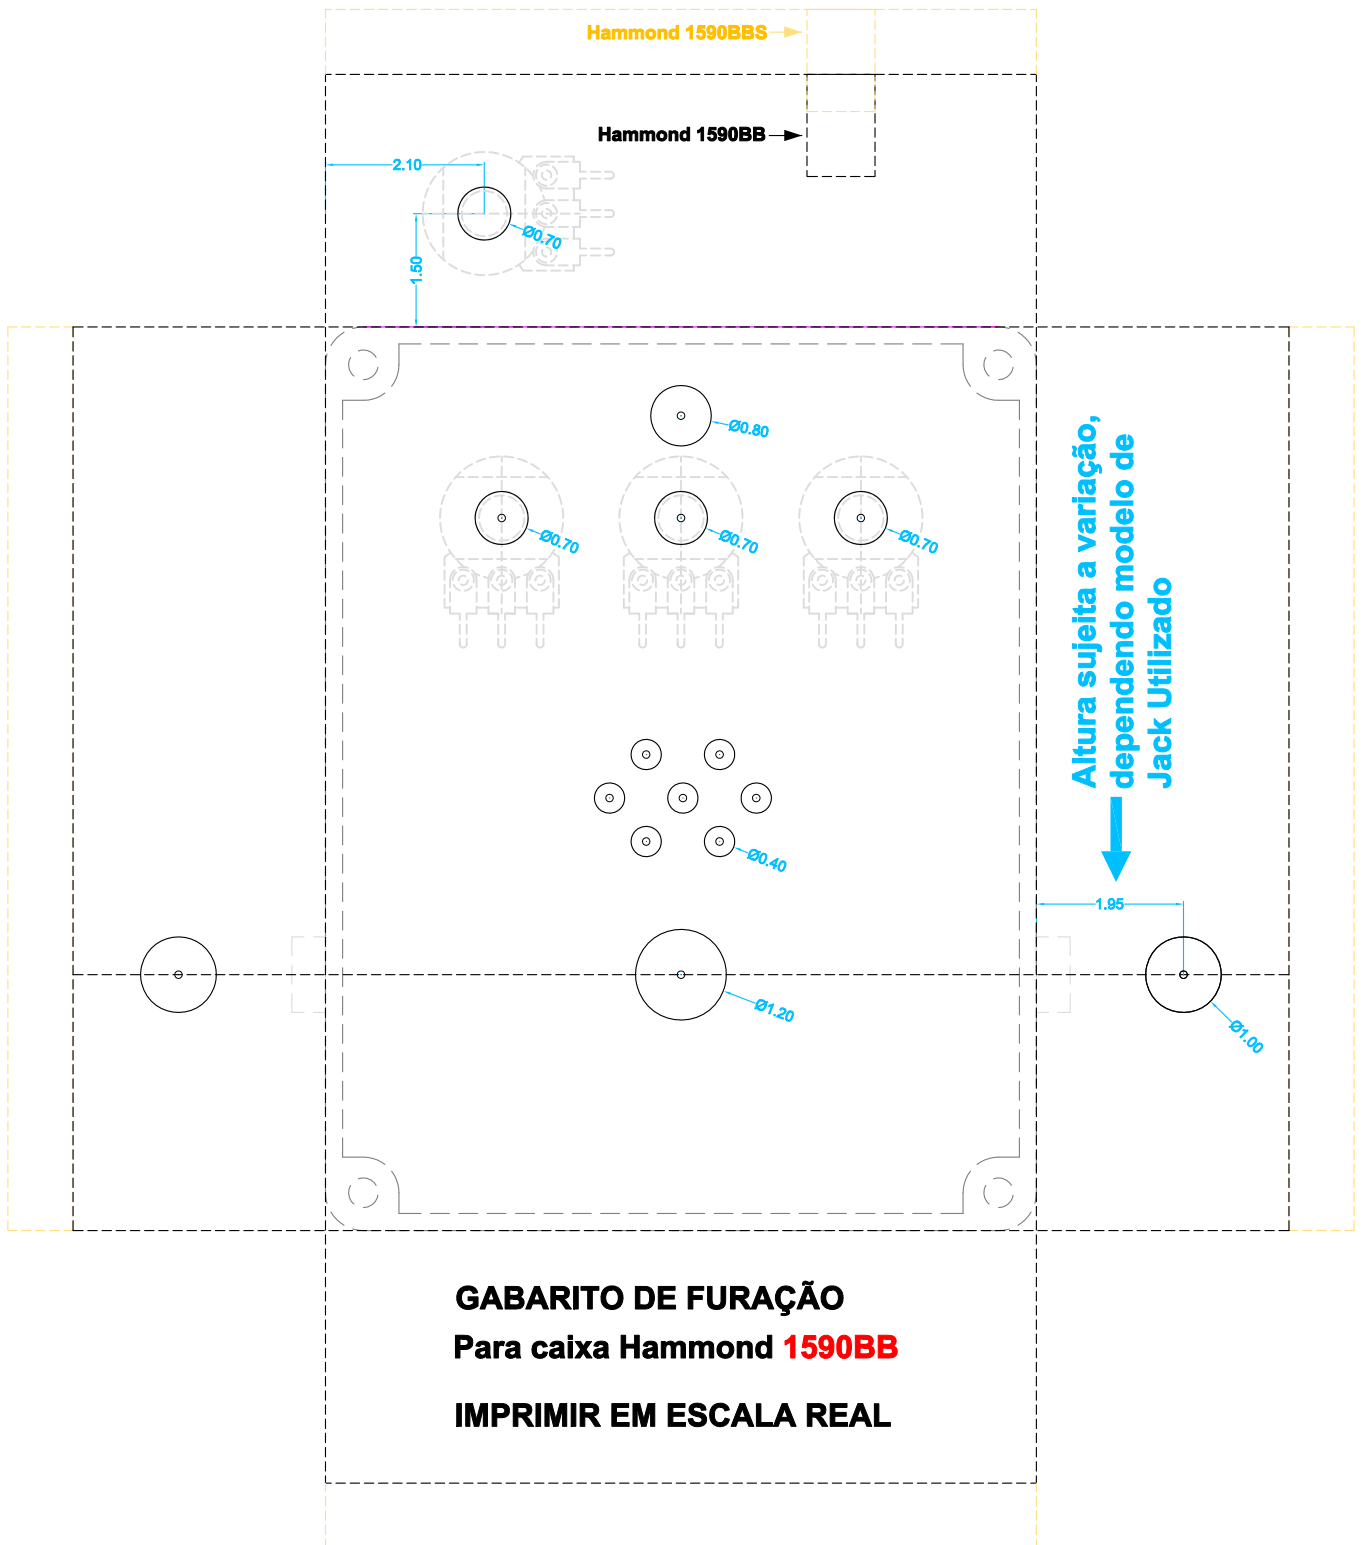 Hammond 1590BBS
Hammond 1590BB
2.10
Ø0.70
1.50
Ø0.80
Ø0.70
Ø0.70
Ø0.70
Altura sujeita a variação,
dependendo modelo de
Jack Utilizado
Ø0.40
1.95
Ø1.20
Ø1.00
GABARITO DE FURAÇÃO
Para caixa Hammond 1590BB
IMPRIMIR EM ESCALA REAL